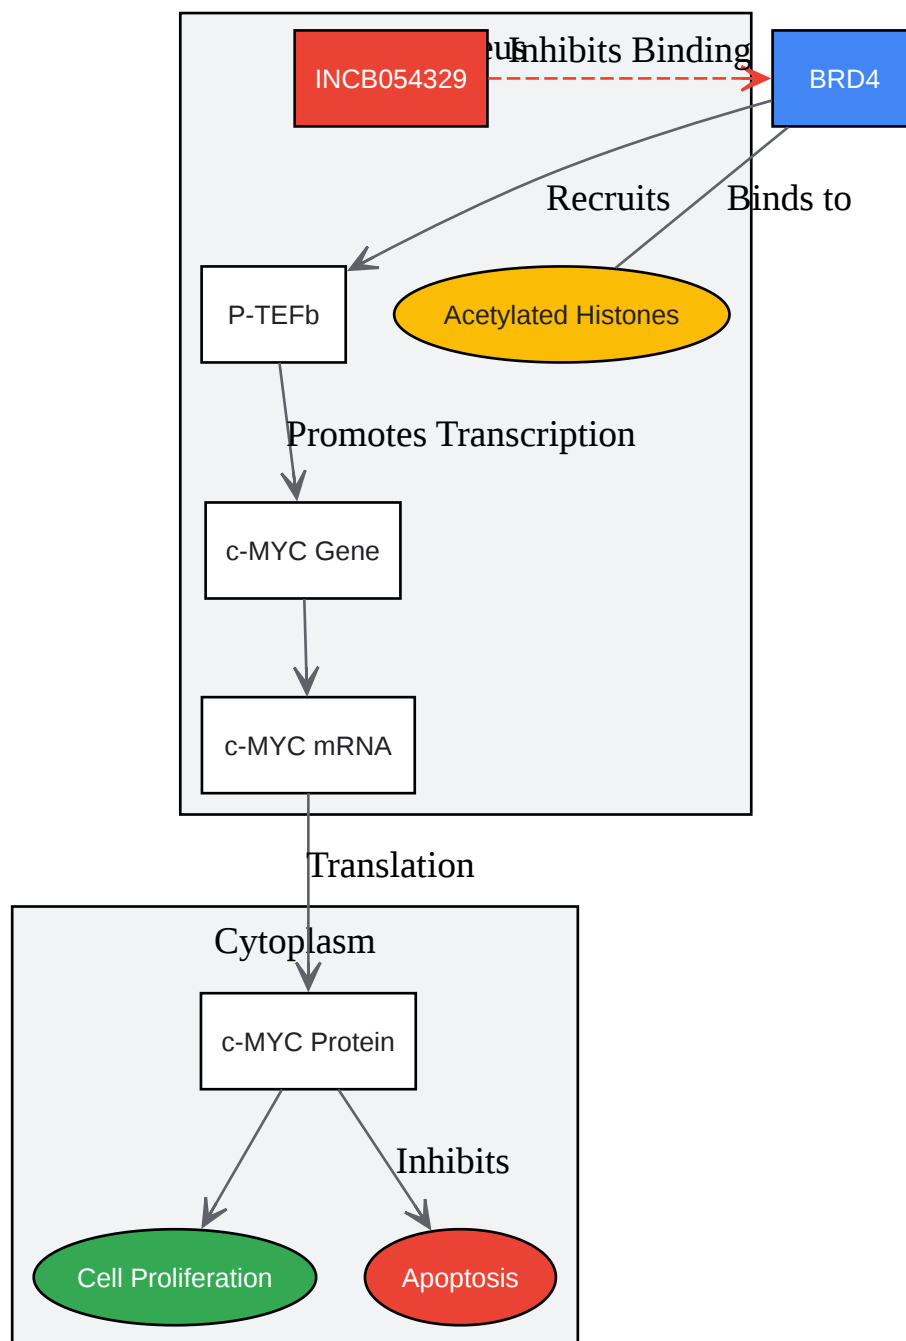 INCB054329
Inhibits Binding
BRD4
Recruits
Binds to
P-TEFb
Acetylated Histones
Promotes Transcription
c-MYC Gene
c-MYC mRNA
Translation
Cytoplasm
c-MYC Protein
Inhibits
Cell Proliferation
Apoptosis